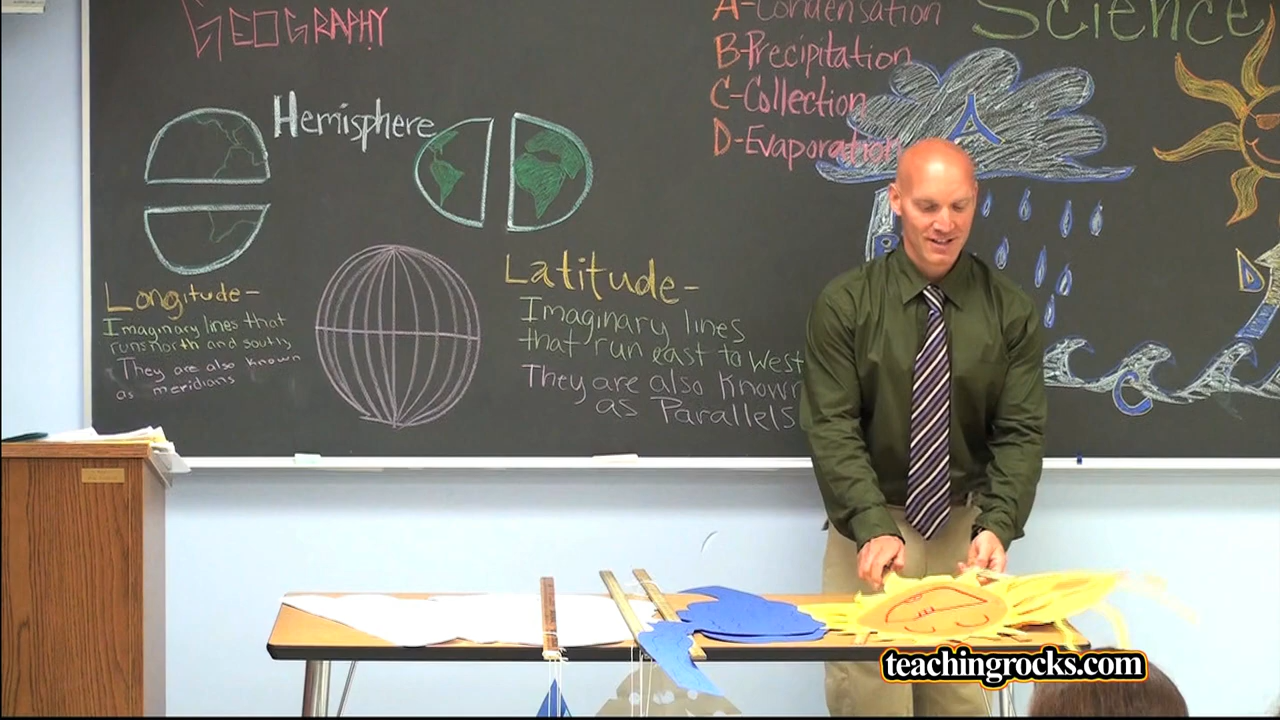 GEOGRAPHY
Hemisphere
Longitude-
Imaginary lines that
runs north and south
They are also known
as meridians
Latitude-
Imaginary lines
that run east to west
They are also known
as Parallels
Science
A-Condensation
B-Precipitation
C-Collection
D-Evaporation
A
B
D
C
teachingrocks.com